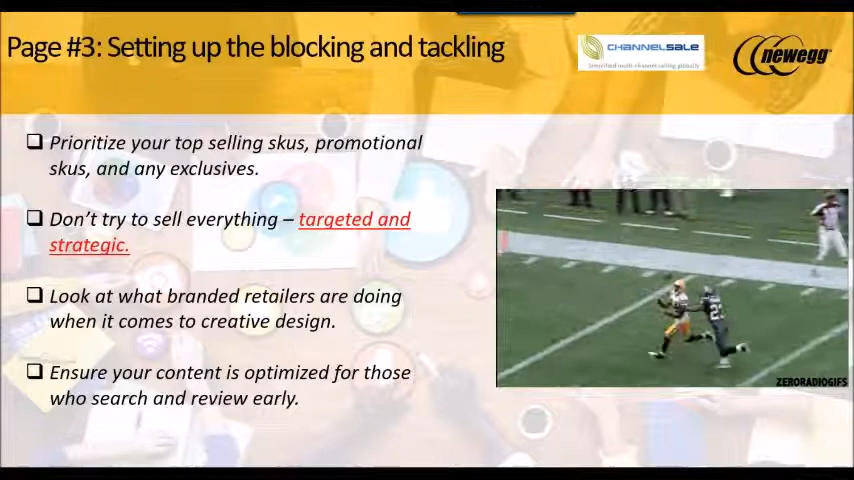 Page #3: Setting up the blocking and tackling
CHANNELSALE
Simplified multi-channel selling globally
newegg
Prioritize your top selling skus, promotional
skus, and any exclusives.
Don't try to sell everything – targeted and
strategic.
Look at what branded retailers are doing
when it comes to creative design.
Ensure your content is optimized for those
who search and review early.
ZERORADIOGIFS